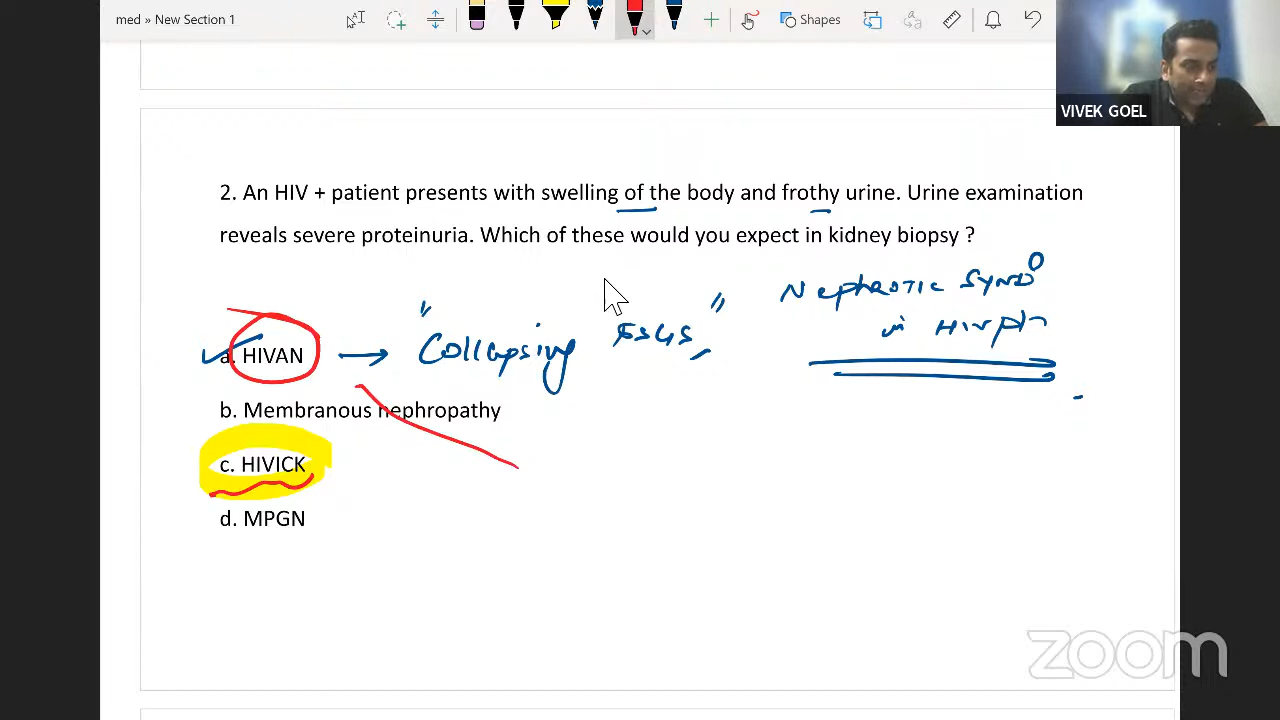 med » New Section 1
Shapes
VIVEK GOEL
2. An HIV + patient presents with swelling of the body and frothy urine. Urine examination
reveals severe proteinuria. Which of these would you expect in kidney biopsy ?
Nephrotic SYND
in HIV pt
a. HIVAN → "Collapsing FSGS"
b. Membranous nephropathy
c. HIVICK
d. MPGN
zoom